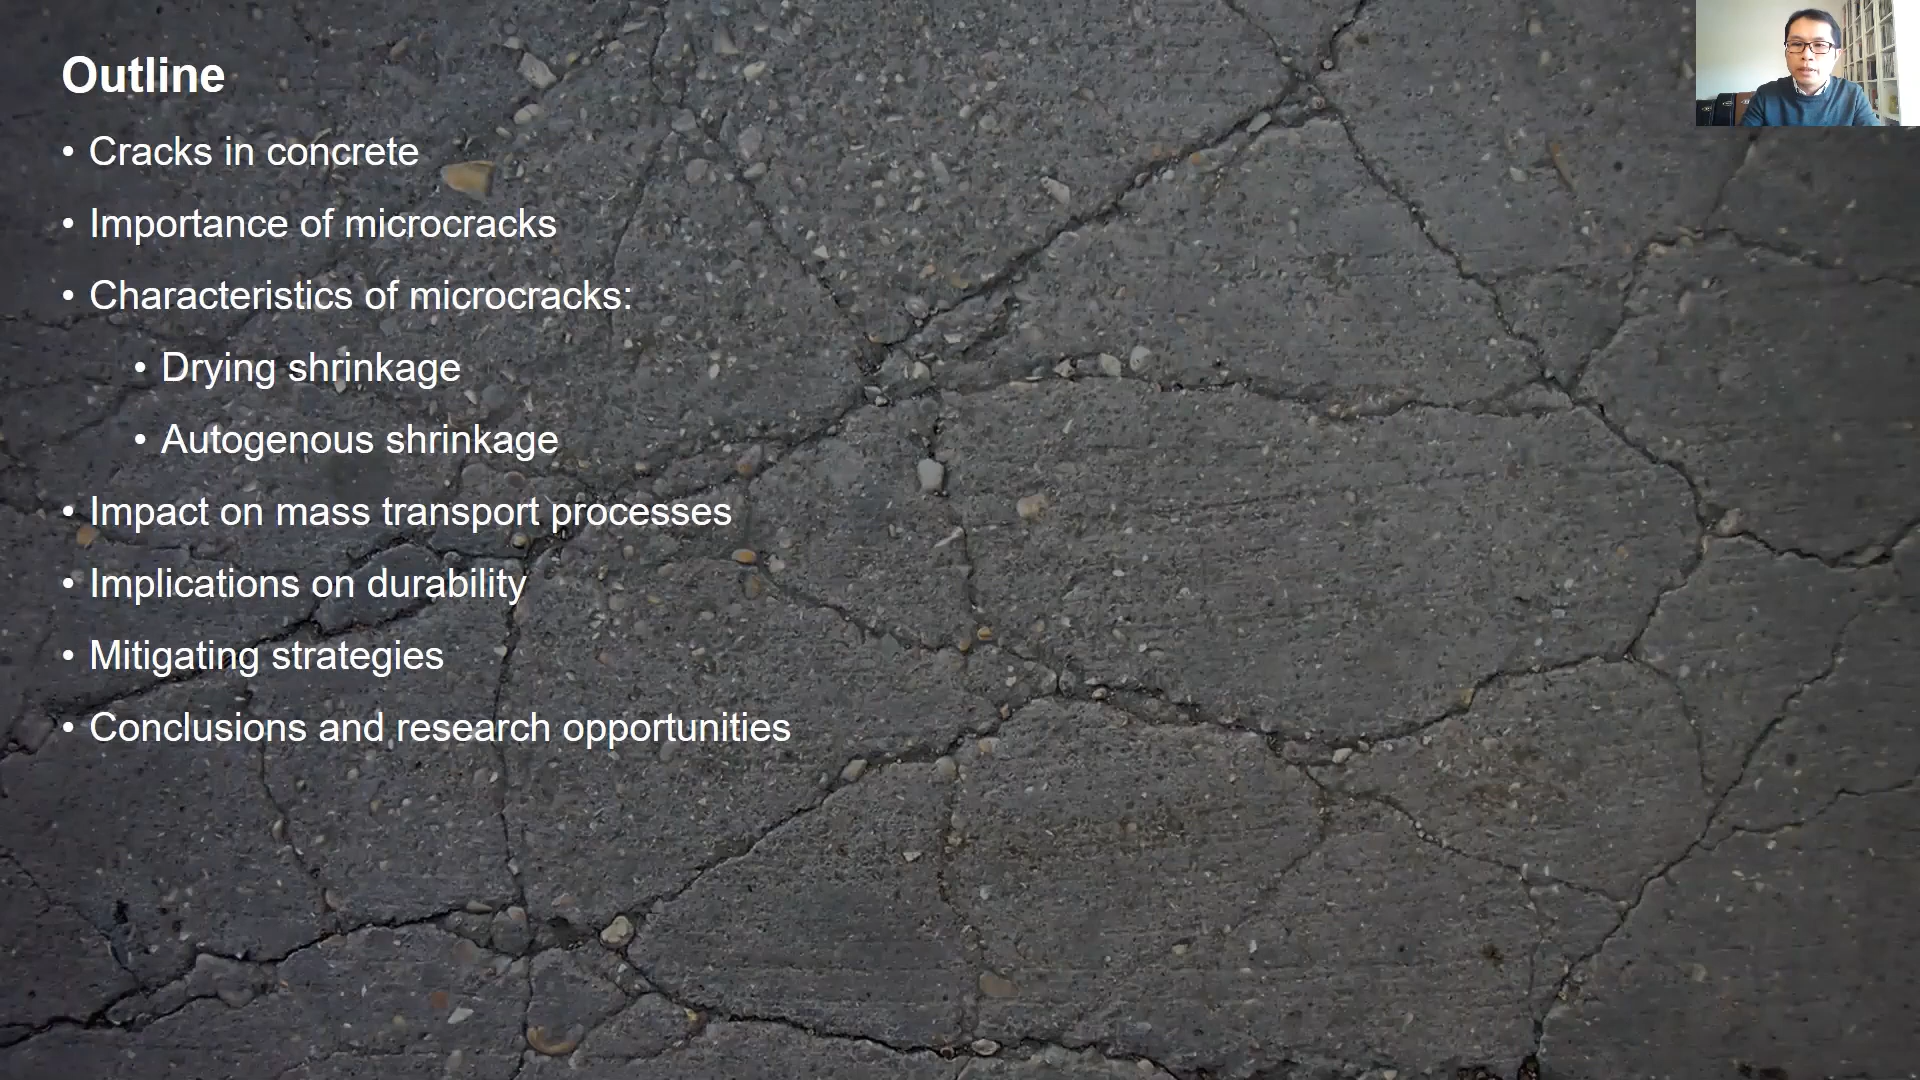 Outline
• Cracks in concrete
• Importance of microcracks
• Characteristics of microcracks:
• Drying shrinkage
• Autogenous shrinkage
• Impact on mass transport processes
• Implications on durability
• Mitigating strategies
• Conclusions and research opportunities